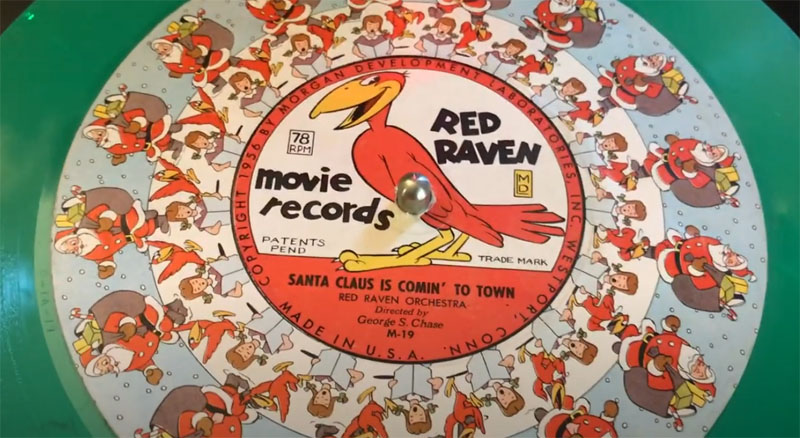 COPYRIGHT 1956 BY MORGAN DEVELOPMENT LABORATORIES, INC. WESTPORT, CONN.
RED
RAVEN
78
RPM
MD
movie
records
PATENTS
PEND
TRADE MARK
SANTA CLAUS IS COMIN' TO TOWN
RED RAVEN ORCHESTRA
Directed by
George S. Chase
M-19
MADE IN U.S.A.